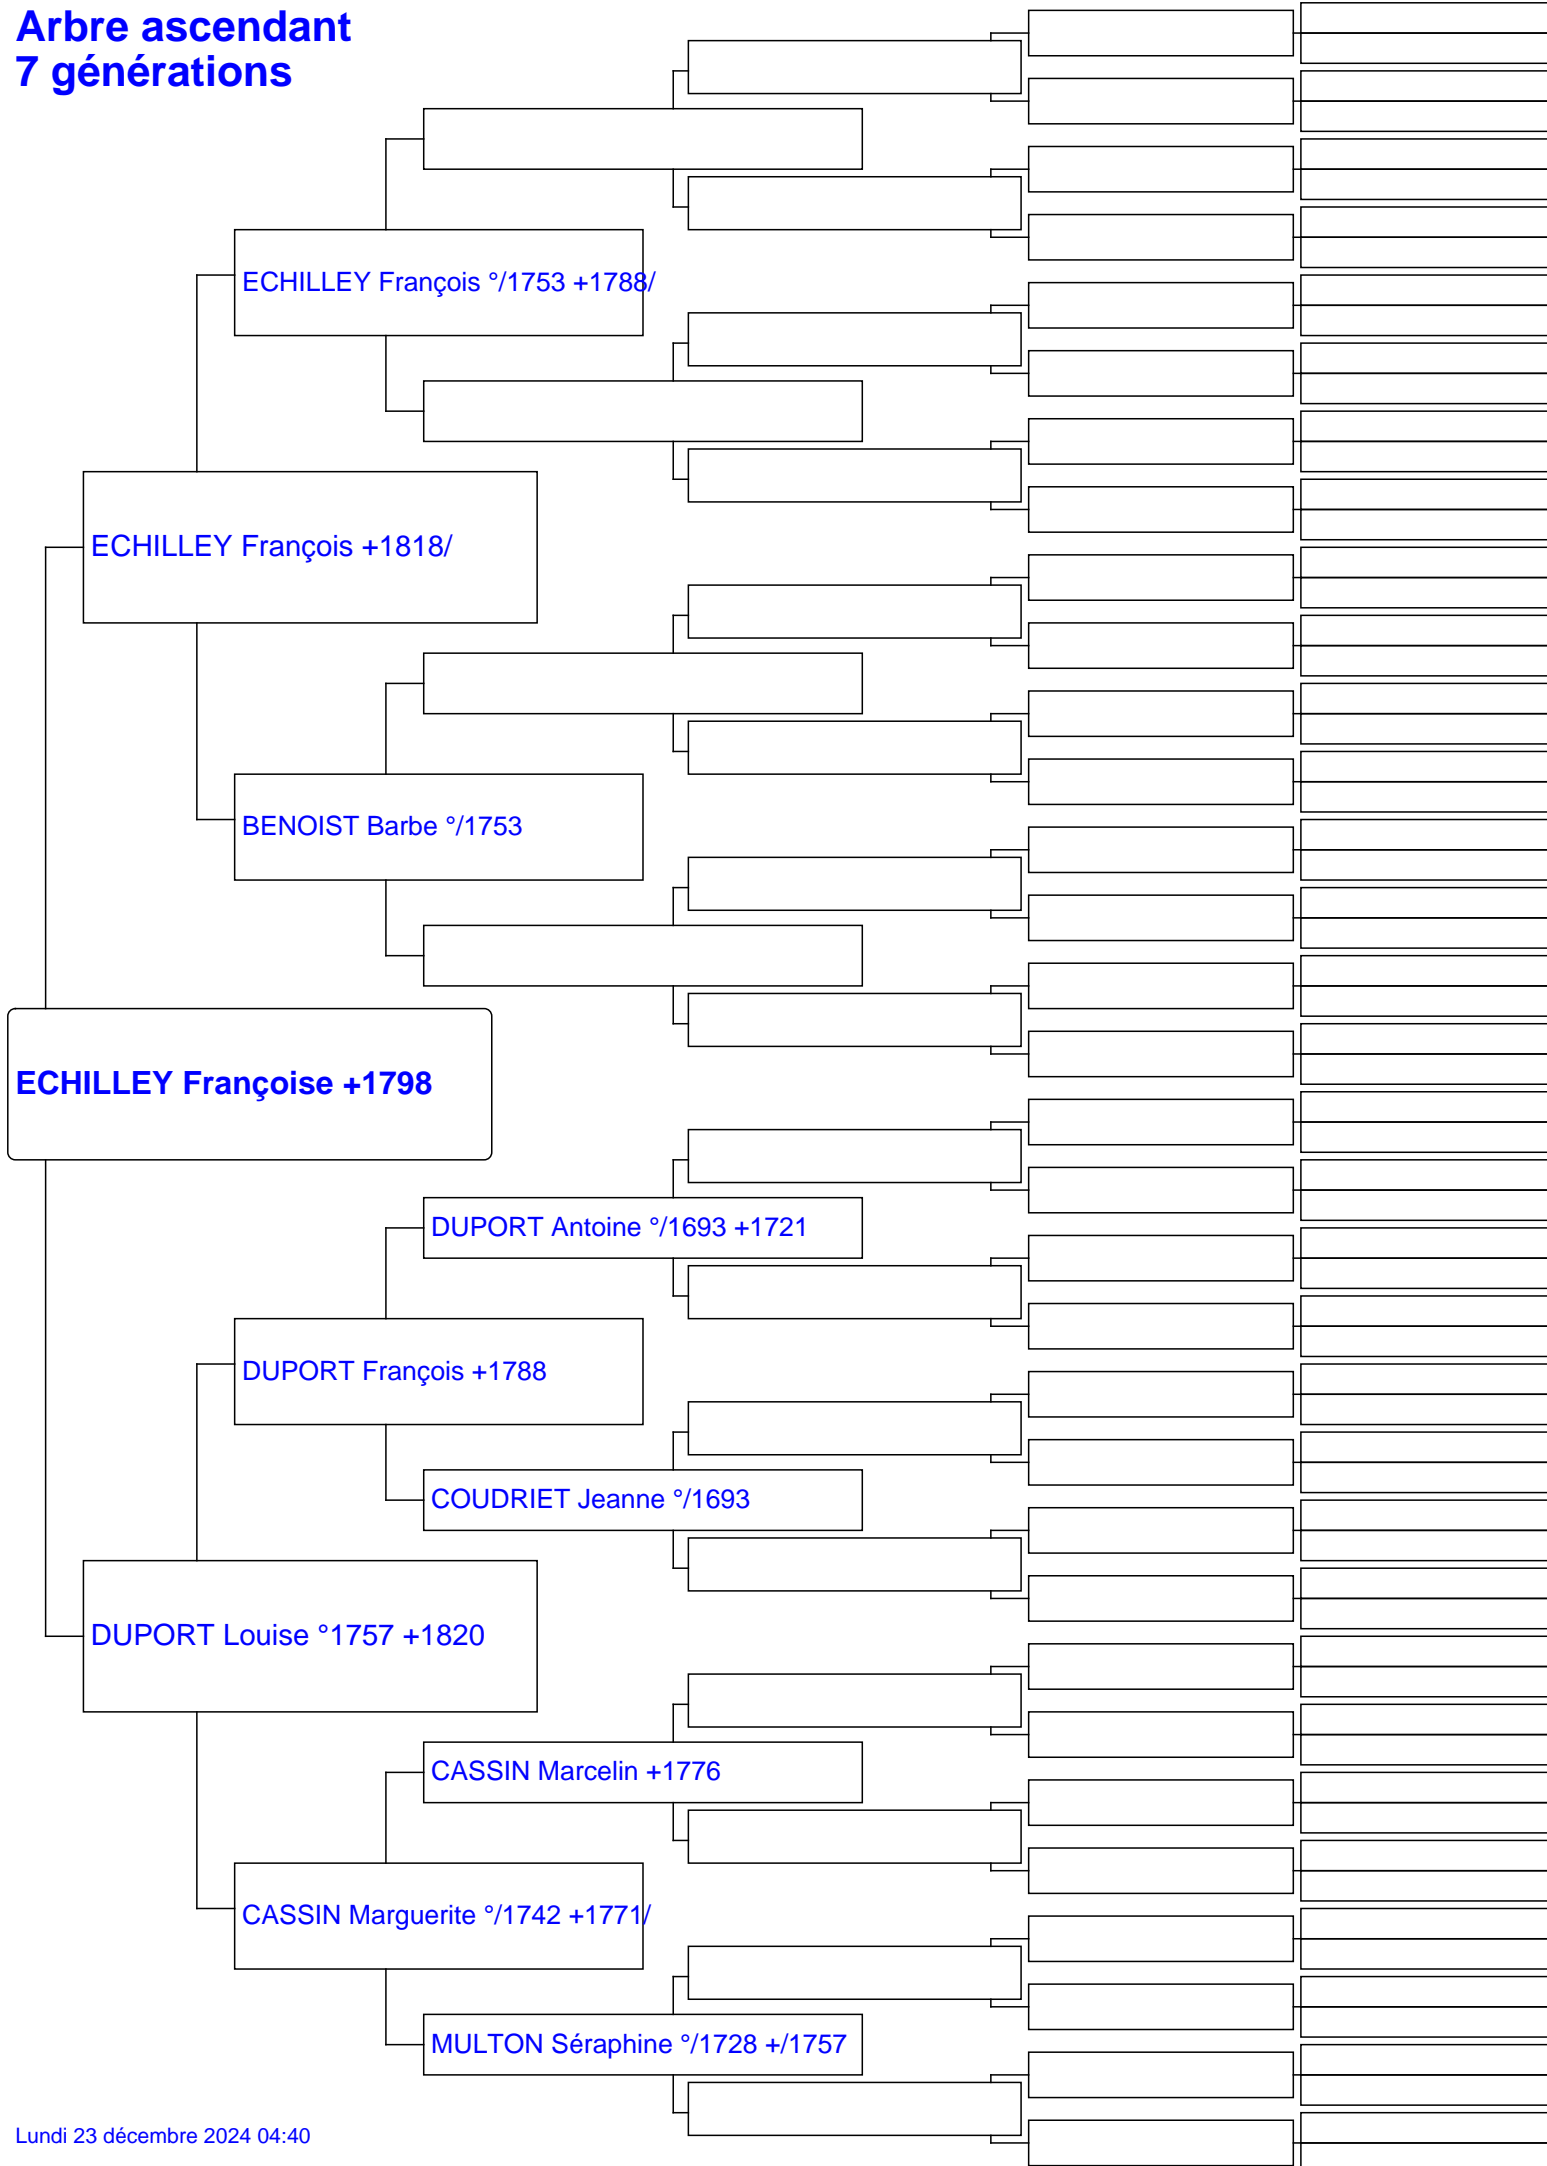 Arbre ascendant
7 générations
ECHILLEY François °/1753 +1788/
ECHILLEY François +1818/
BENOIST Barbe °/1753
ECHILLEY Françoise +1798
DUPORT Antoine °/1693 +1721
DUPORT François +1788
COUDRIET Jeanne °/1693
DUPORT Louise °1757 +1820
CASSIN Marcelin +1776
CASSIN Marguerite °/1742 +1771/
MULTON Séraphine °/1728 +/1757
Lundi 23 décembre 2024 04:40